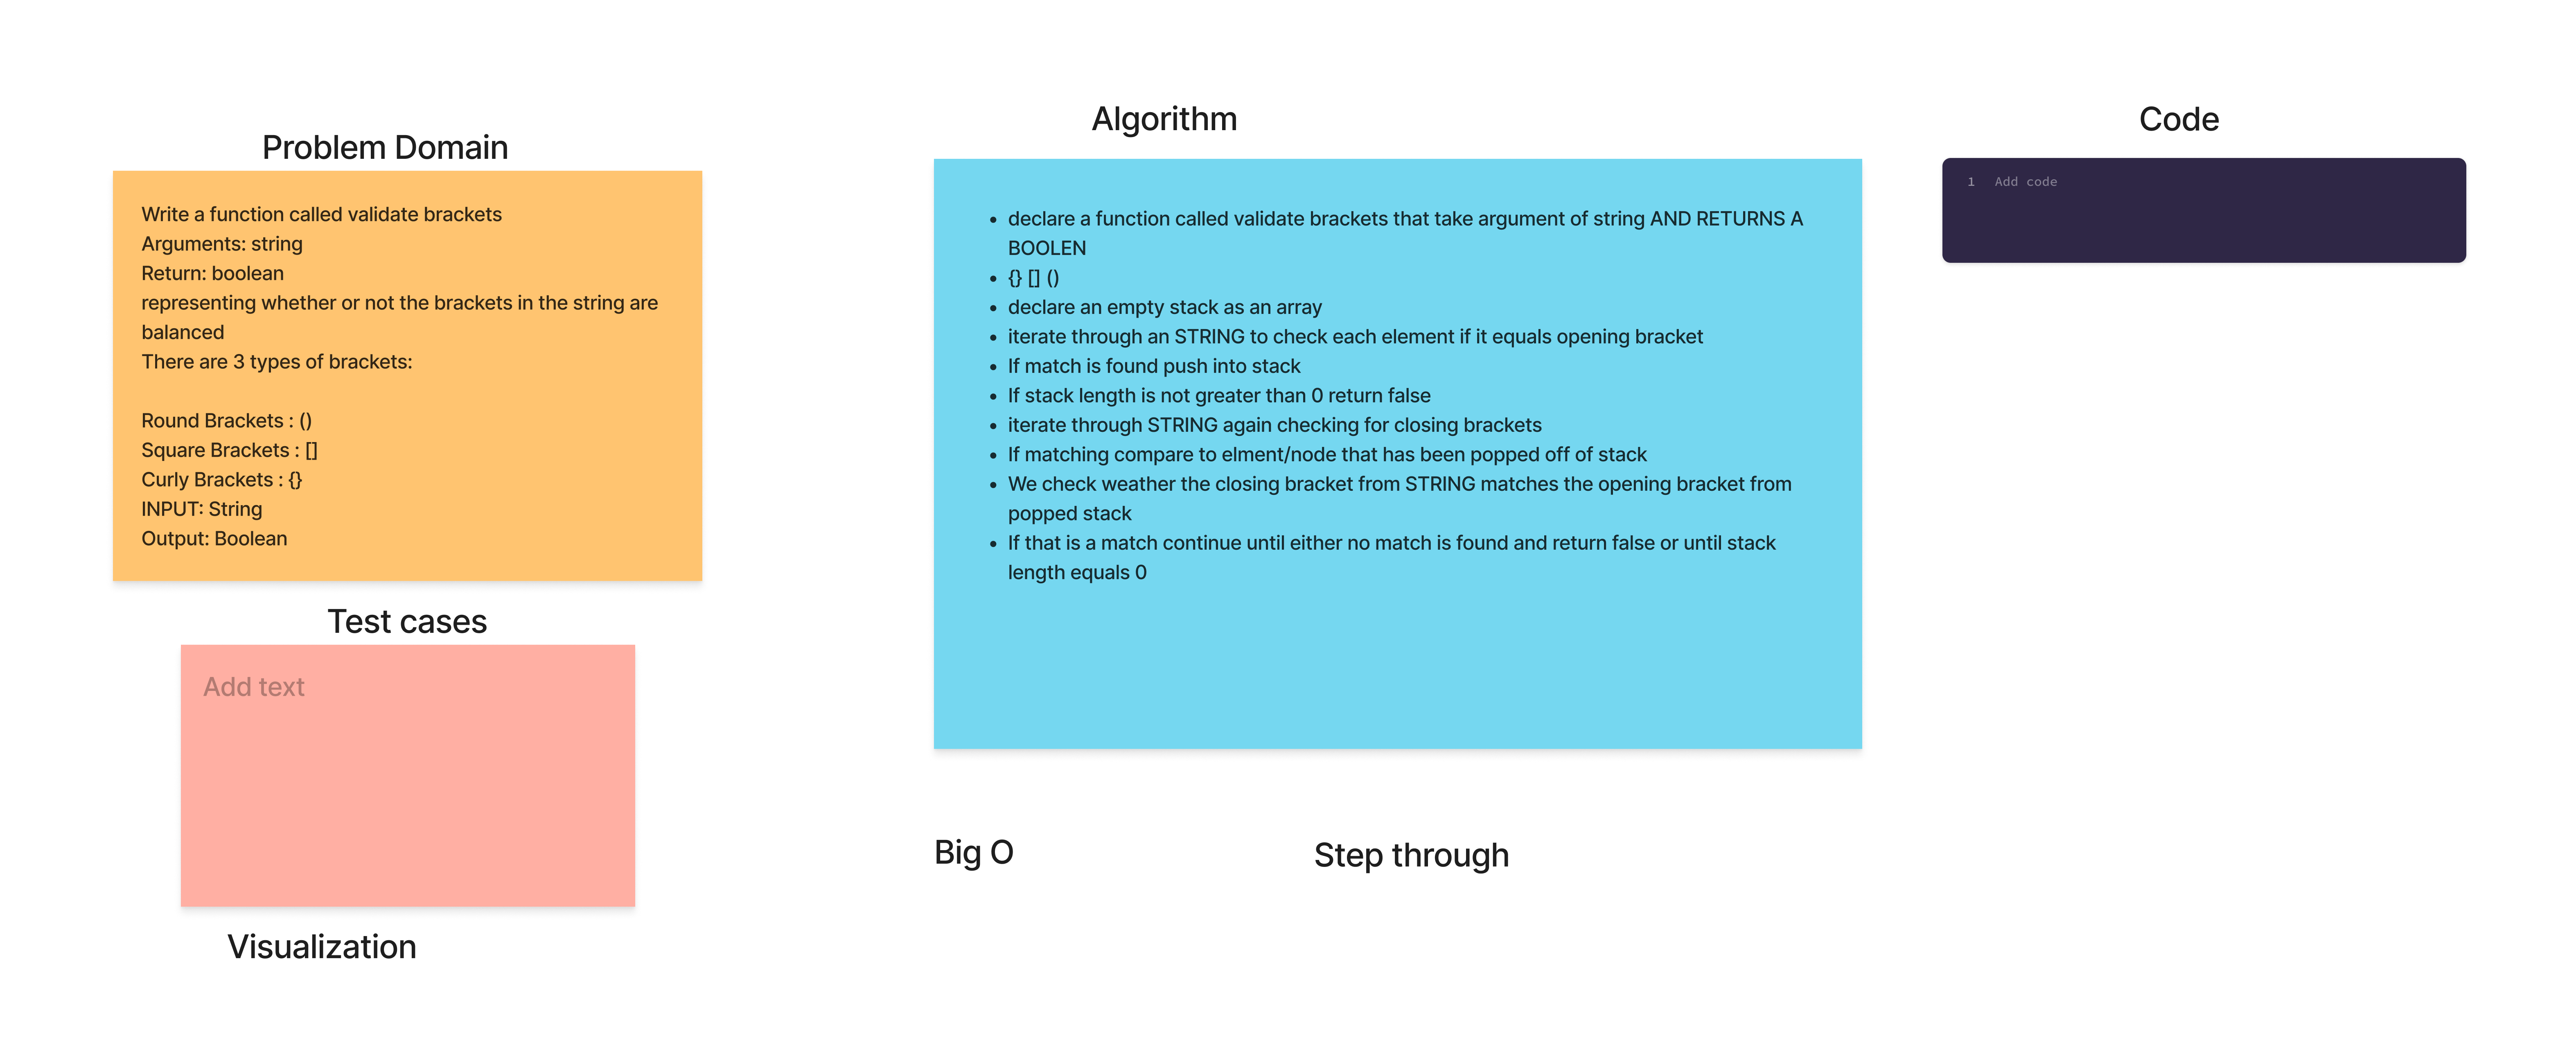 Problem Domain
Write a function called validate brackets
Arguments: string
Return: boolean
representing whether or not the brackets in the string are
balanced
There are 3 types of brackets:
Round Brackets : ()
Square Brackets : []
Curly Brackets : {}
INPUT: String
Output: Boolean
Test cases
Add text
Visualization
Algorithm
• declare a function called validate brackets that take argument of string AND RETURNS A
BOOLEN
• {} [] ()
• declare an empty stack as an array
• iterate through an STRING to check each element if it equals opening bracket
• If match is found push into stack
• If stack length is not greater than 0 return false
• iterate through STRING again checking for closing brackets
• If matching compare to elment/node that has been popped off of stack
• We check weather the closing bracket from STRING matches the opening bracket from
popped stack
• If that is a match continue until either no match is found and return false or until stack
length equals 0
Big O
Step through
Code
1 Add code